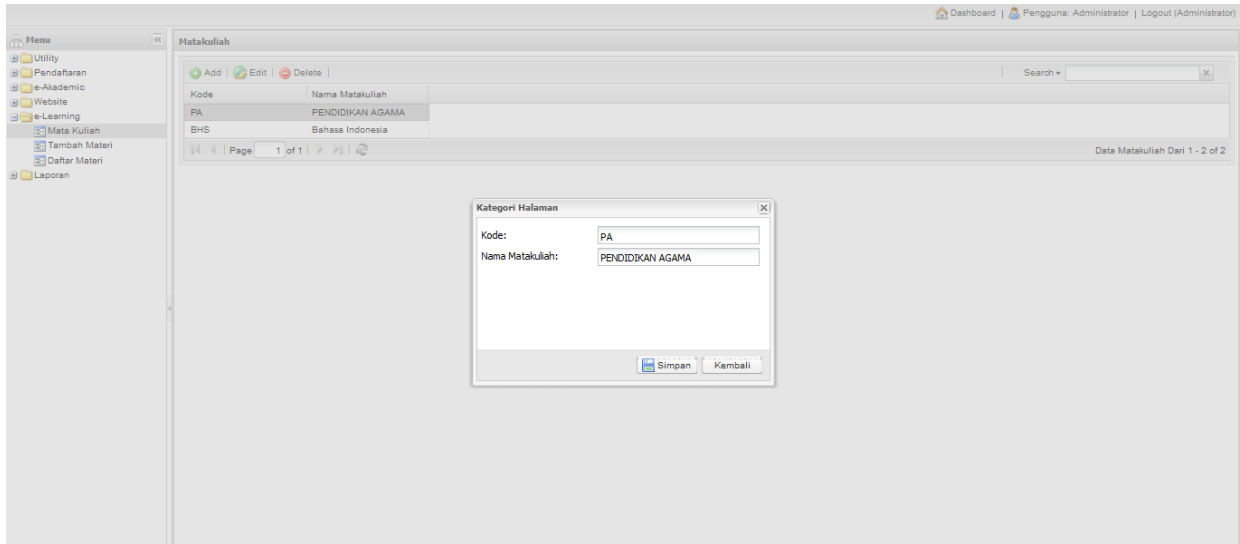 Dashboard | Pengguna: Administrator | Logout (Administrator)
Menu
Utility
Pendaftaran
e-Akademic
Website
e-Learning
Mata Kuliah
Tambah Materi
Daftar Materi
Laporan
Matakuliah
Add | Edit | Delete | | Search
Kode Nama Matakuliah
PA PENDIDIKAN AGAMA
BHS Bahasa Indonesia
Page 1 of 1 Data Matakuliah Dari 1 - 2 of 2
Kategori Halaman
Kode: PA
Nama Matakuliah: PENDIDIKAN AGAMA
Simpan Kembali